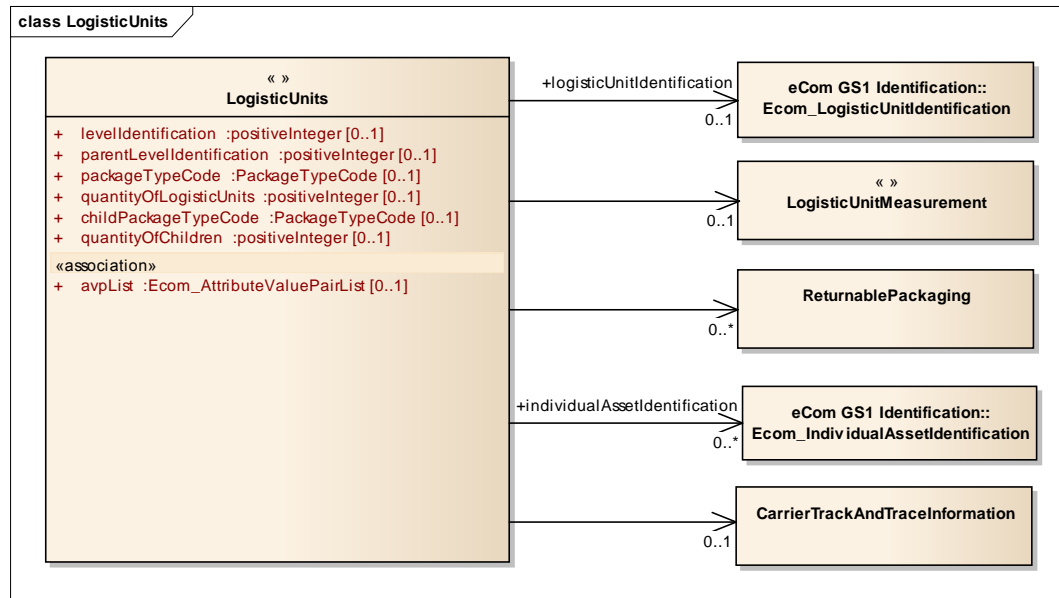 class LogisticUnits
« »
LogisticUnits
+ levelIdentification :positiveInteger [0..1]
+ parentLevelIdentification :positiveInteger [0..1]
+ packageTypeCode :PackageTypeCode [0..1]
+ quantityOfLogisticUnits :positiveInteger [0..1]
+ childPackageTypeCode :PackageTypeCode [0..1]
+ quantityOfChildren :positiveInteger [0..1]
«association»
+ avpList :Ecom_AttributeValuePairList [0..1]
+logisticUnitIdentification
0..1
eCom GS1 Identification::
Ecom_LogisticUnitIdentification
0..1
« »
LogisticUnitMeasurement
0..*
ReturnablePackaging
+individualAssetIdentification
0..*
eCom GS1 Identification::
Ecom_IndividualAssetIdentification
0..1
CarrierTrackAndTraceInformation